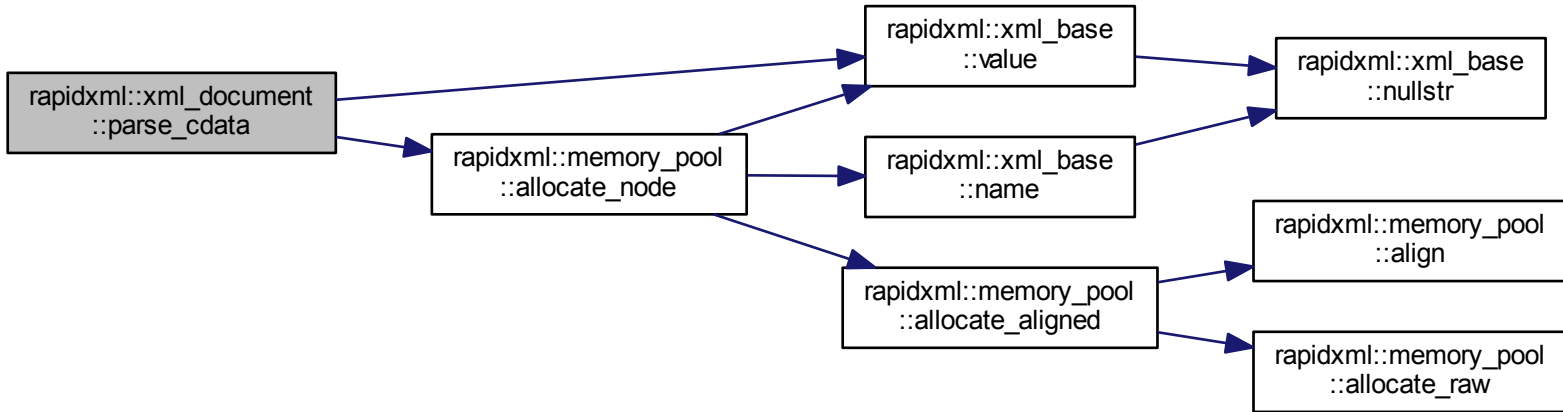 rapidxml::xml_document
::parse_cdata
rapidxml::memory_pool
::allocate_node
rapidxml::xml_base
::value
rapidxml::xml_base
::name
rapidxml::memory_pool
::allocate_aligned
rapidxml::xml_base
::nullstr
rapidxml::memory_pool
::align
rapidxml::memory_pool
::allocate_raw